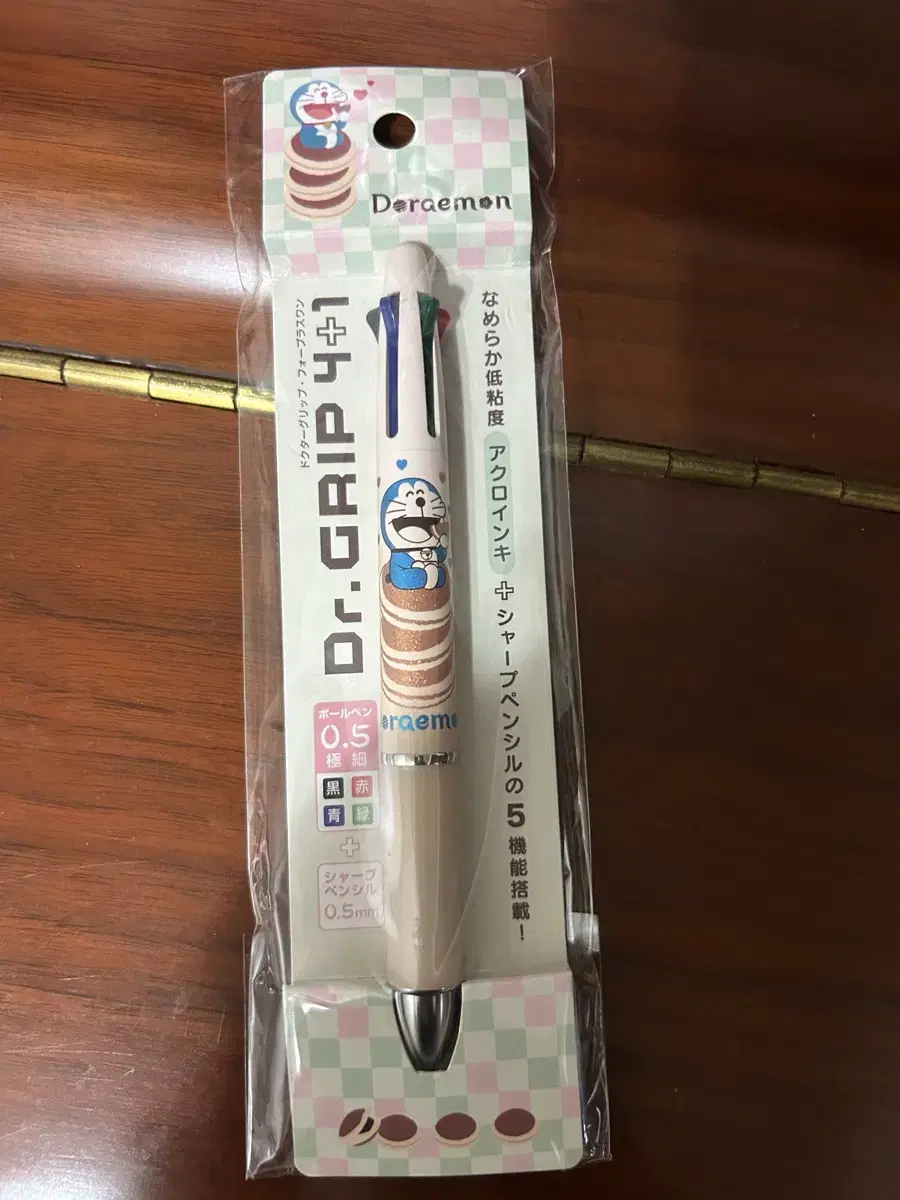 Doraemon
ドクターグリップ・フォープラスワン
Dr. GRIP 4+1
なめらか低粘度 アクロインキ + シャープペンシルの5機能搭載!
oraemo
ボールペン
0.5
極細
黒 赤
青 緑
+
シャープ
ペンシル
0.5mm